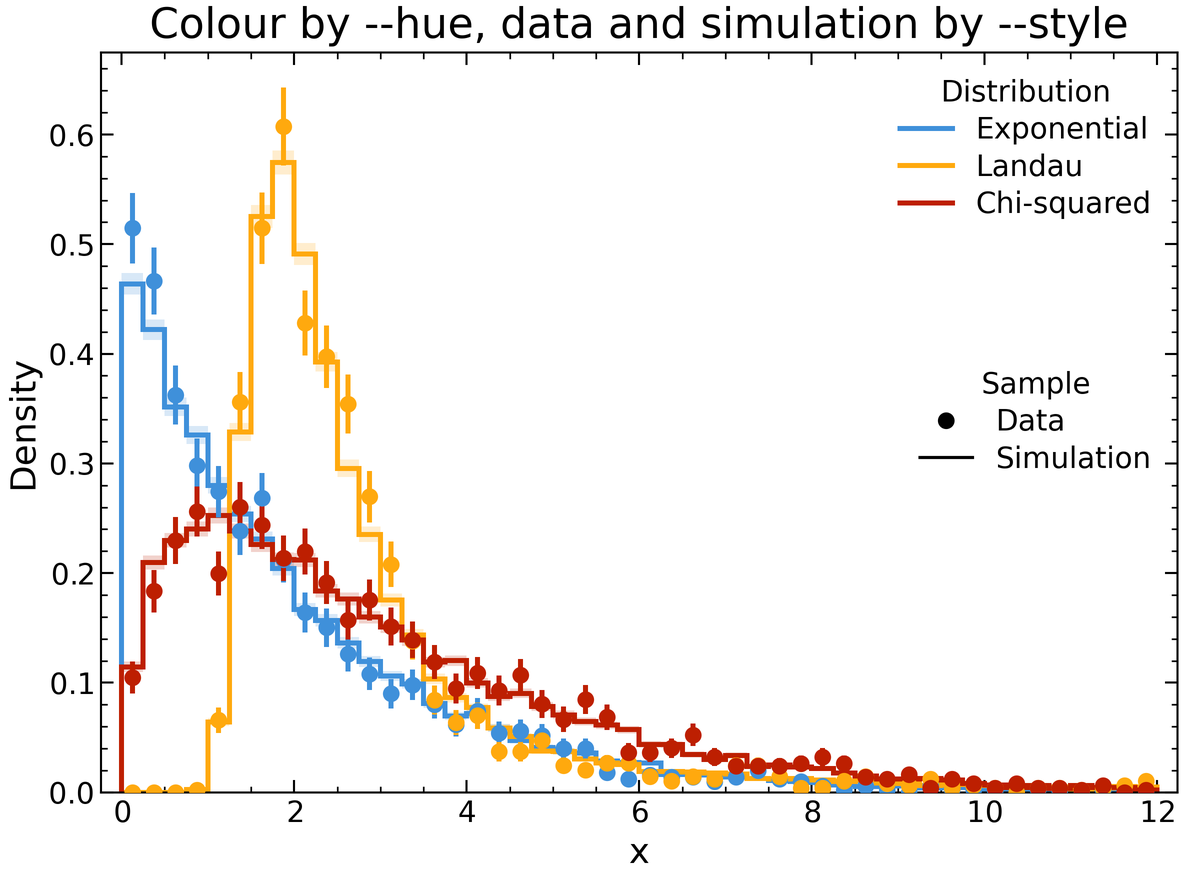 Colour by --hue, data and simulation by --style
Distribution
Exponential
Landau
Chi-squared
Sample
Data
Simulation
Density
0.6
0.5
0.4
0.3
0.2
0.1
0.0
0 2 4 6 8 10 12
x